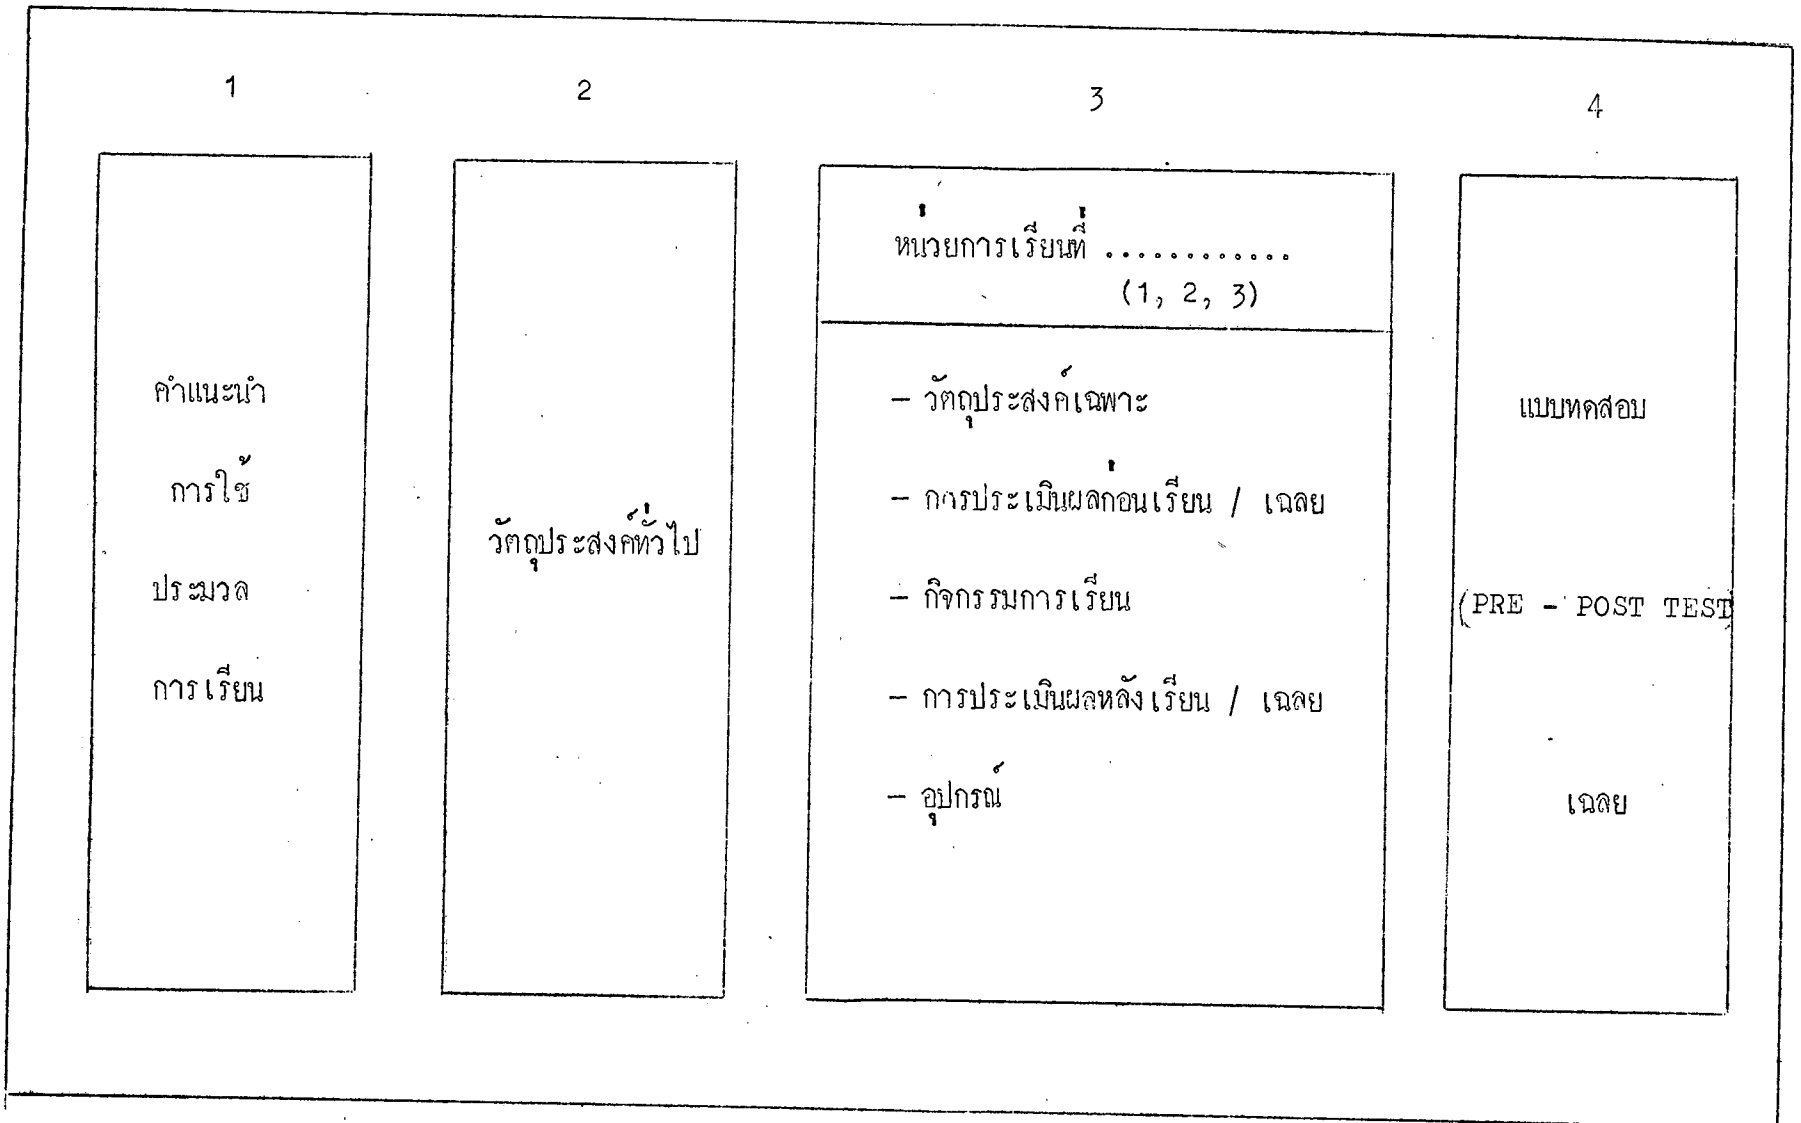 1
2
3
4
คำแนะนำ
การใช้
ประมวล
การเรียน
วัตถุประสงค์ทั่วไป
หน่วยการเรียนที่ ............
(1, 2, 3)
– วัตถุประสงค์เฉพาะ
– การประเมินผลก่อนเรียน / เฉลย
– กิจกรรมการเรียน
– การประเมินผลหลังเรียน / เฉลย
– อุปกรณ์
แบบทดสอบ
(PRE - POST TEST)
เฉลย